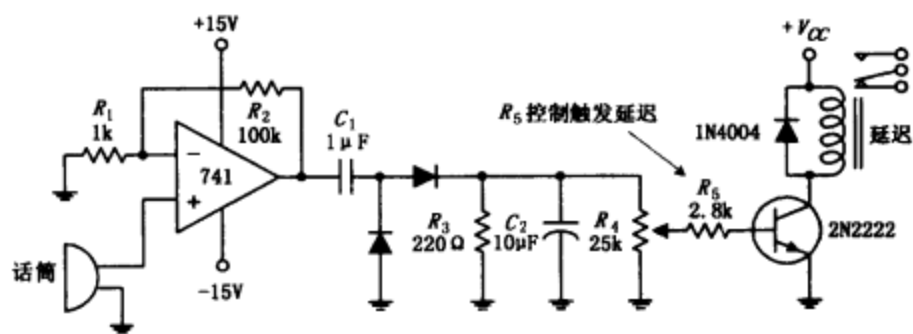 +15V
+V_CC
R₁
1k
R₂
100k
C₁
1μF
R₅控制触发延迟
1N4004
延迟
−
741
+
R₃
220Ω
C₂
10μF
R₄
25k
R₅
2.8k
2N2222
话筒
-15V